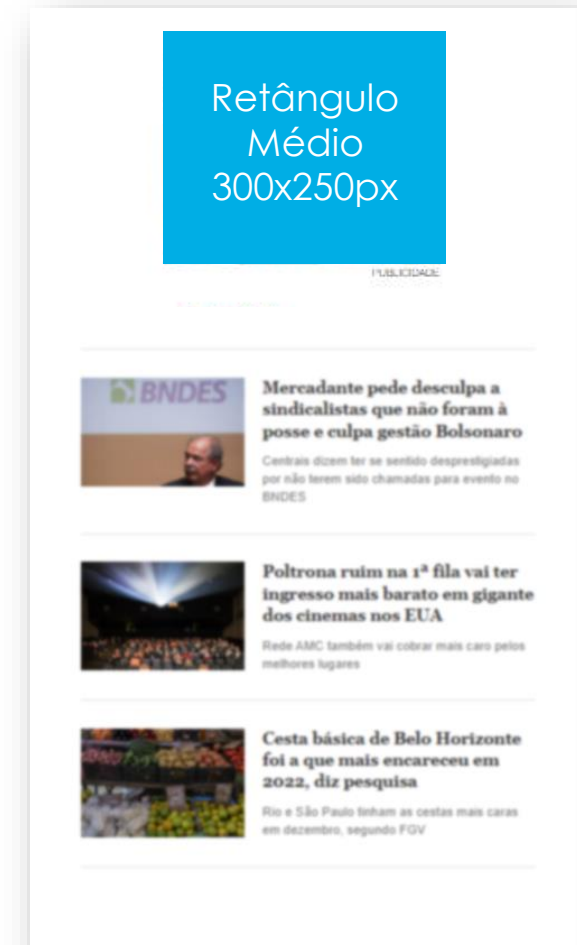 Retângulo
Médio
300x250px
PUBLICIDADE
BNDES
Mercadante pede desculpa a
sindicalistas que não foram à
posse e culpa gestão Bolsonaro
Centrais dizem ter se sentido desprestigiadas
por não terem sido chamadas para evento no
BNDES
Poltrona ruim na 1ª fila vai ter
ingresso mais barato em gigante
dos cinemas nos EUA
Rede AMC também vai cobrar mais caro pelos
melhores lugares
Cesta básica de Belo Horizonte
foi a que mais encareceu em
2022, diz pesquisa
Rio e São Paulo tinham as cestas mais caras
em dezembro, segundo FGV